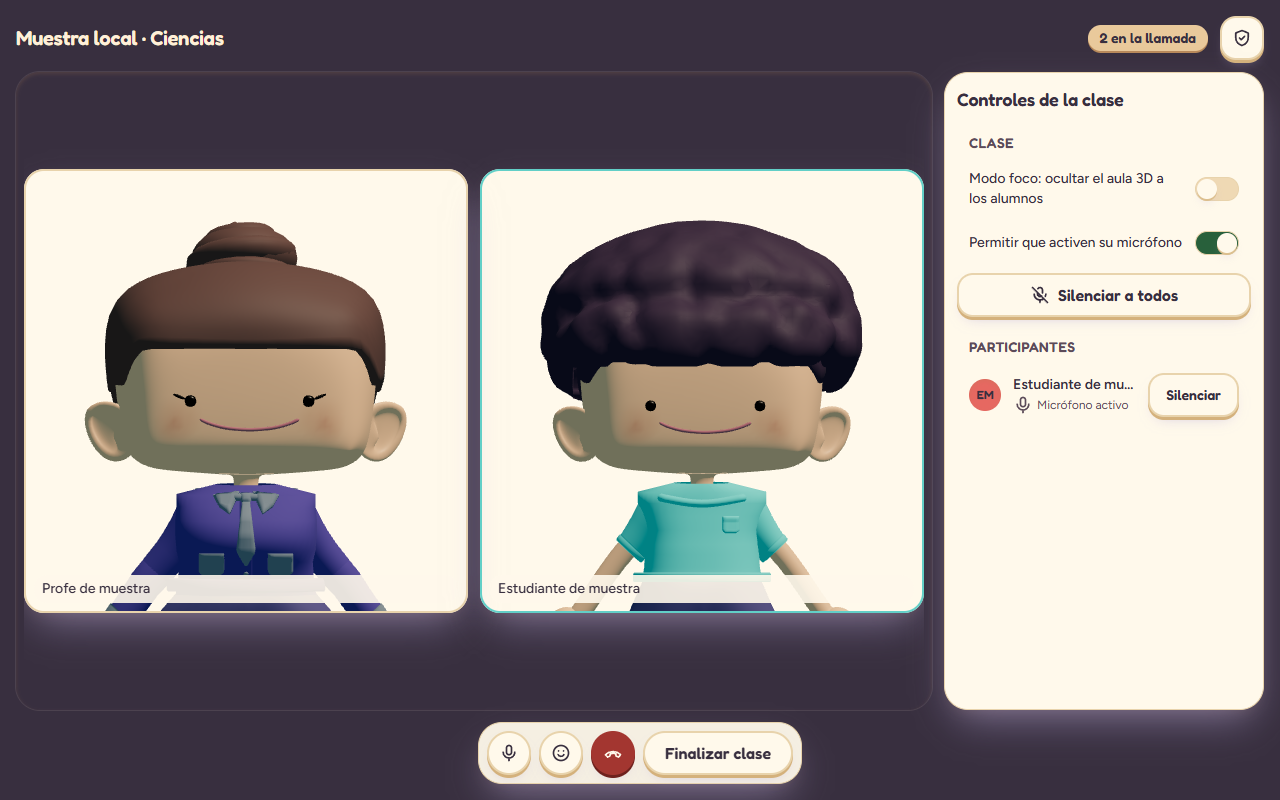 Muestra local · Ciencias
2 en la llamada
Profe de muestra
Estudiante de muestra
Controles de la clase
CLASE
Modo foco: ocultar el aula 3D a
los alumnos
Permitir que activen su micrófono
Silenciar a todos
PARTICIPANTES
EM
Estudiante de mu...
Micrófono activo
Silenciar
Finalizar clase